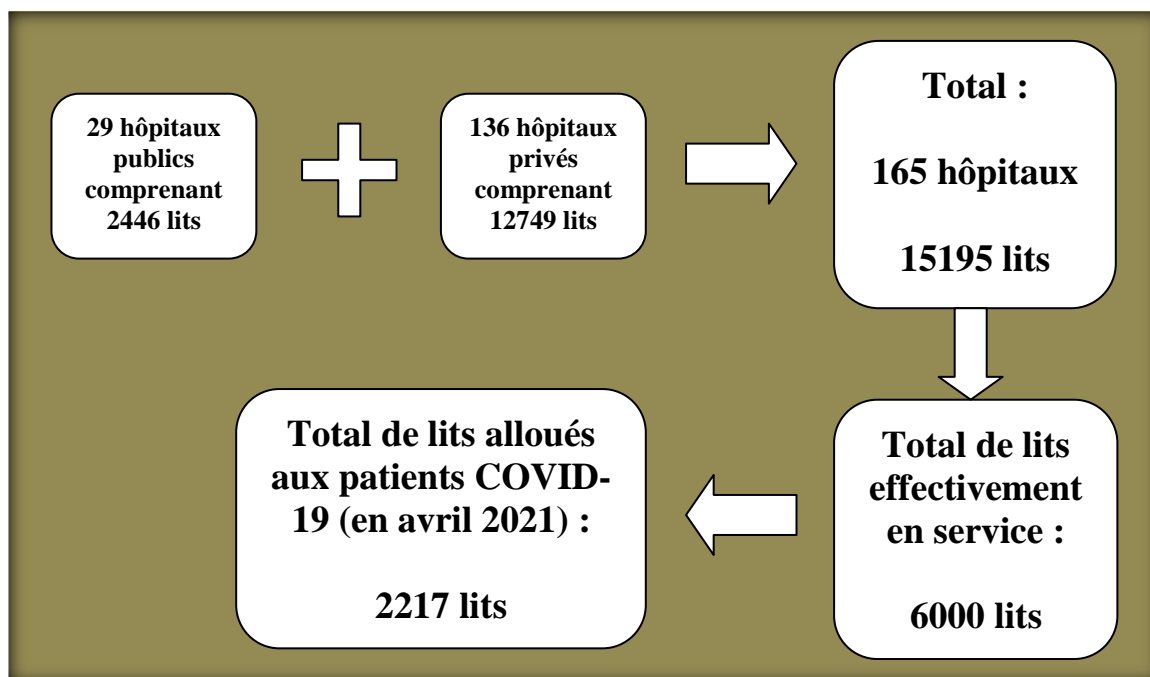 29 hôpitaux
publics
comprenant
2446 lits
136 hôpitaux
privés
comprenant
12749 lits
Total :
165 hôpitaux
15195 lits
Total de lits alloués
aux patients COVID-
19 (en avril 2021) :
2217 lits
Total de lits
effectivement
en service :
6000 lits